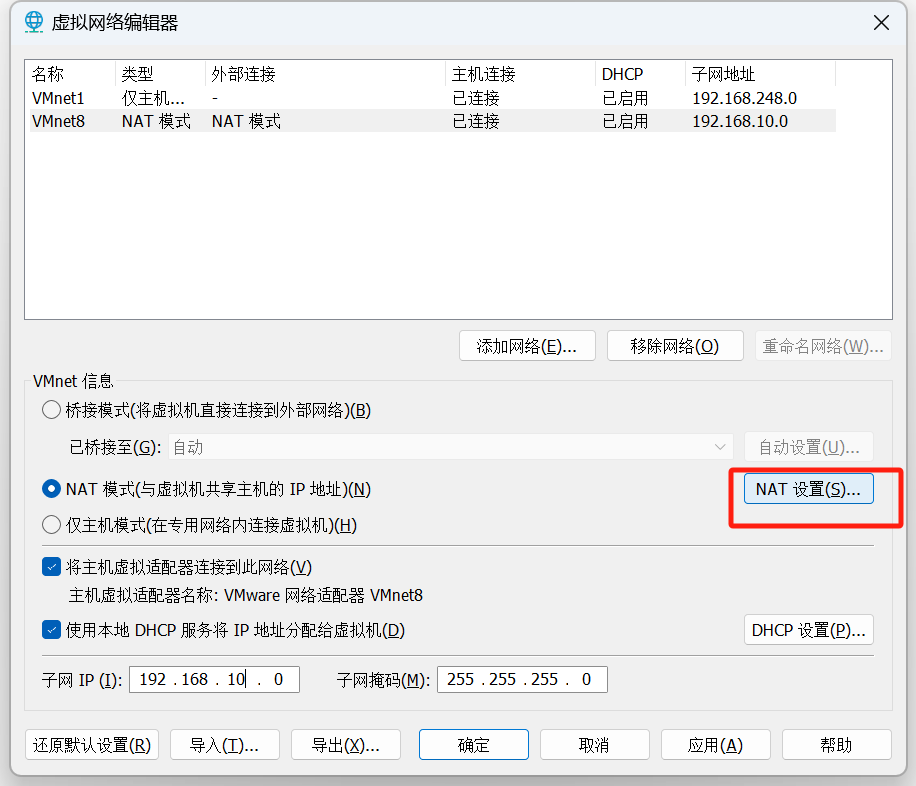 虚拟网络编辑器
名称 类型 外部连接 主机连接 DHCP 子网地址
VMnet1 仅主机... - 已连接 已启用 192.168.248.0
VMnet8 NAT 模式 NAT 模式 已连接 已启用 192.168.10.0
添加网络(E)... 移除网络(O) 重命名网络(W)...
VMnet 信息
桥接模式(将虚拟机直接连接到外部网络)(B)
已桥接至(G): 自动 自动设置(U)...
NAT 模式(与虚拟机共享主机的 IP 地址)(N) NAT 设置(S)...
仅主机模式(在专用网络内连接虚拟机)(H)
将主机虚拟适配器连接到此网络(V)
主机虚拟适配器名称: VMware 网络适配器 VMnet8
使用本地 DHCP 服务将 IP 地址分配给虚拟机(D) DHCP 设置(P)...
子网 IP (I): 192 . 168 . 10 . 0 子网掩码(M): 255 . 255 . 255 . 0
还原默认设置(R) 导入(T)... 导出(X)... 确定 取消 应用(A) 帮助